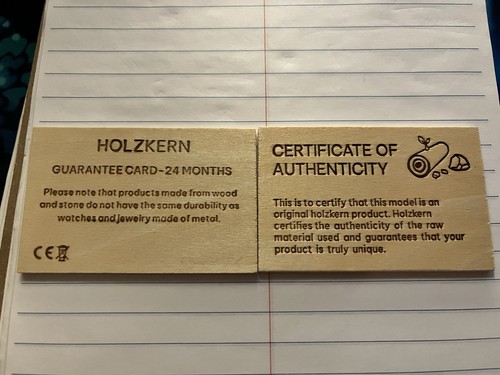 HOLZKERN
GUARANTEE CARD-24 MONTHS
Please note that products made from wood
and stone do not have the same durability as
watches and jewelry made of metal.
CE
CERTIFICATE OF
AUTHENTICITY
This is to certify that this model is an
original holzkern product. Holzkern
certifies the authenticity of the raw
material used and guarantees that your
product is truly unique.